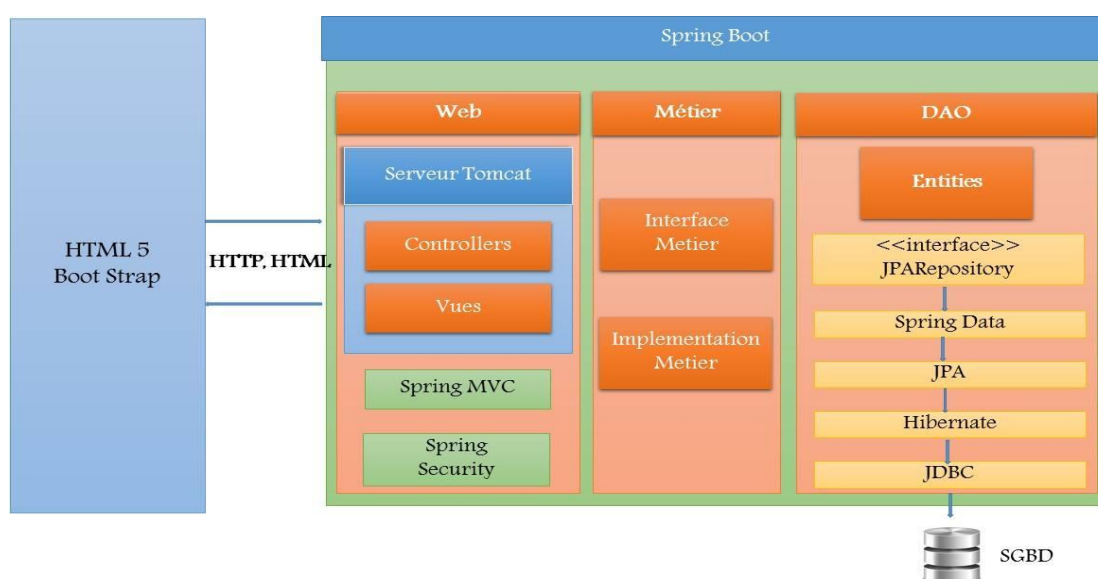 Spring Boot
HTML 5
Boot Strap
HTTP, HTML
Web
Serveur Tomcat
Controllers
Vues
Spring MVC
Spring
Security
Métier
Interface
Metier
Implementation
Metier
DAO
Entities
<<interface>>
JPARepository
Spring Data
JPA
Hibernate
JDBC
SGBD